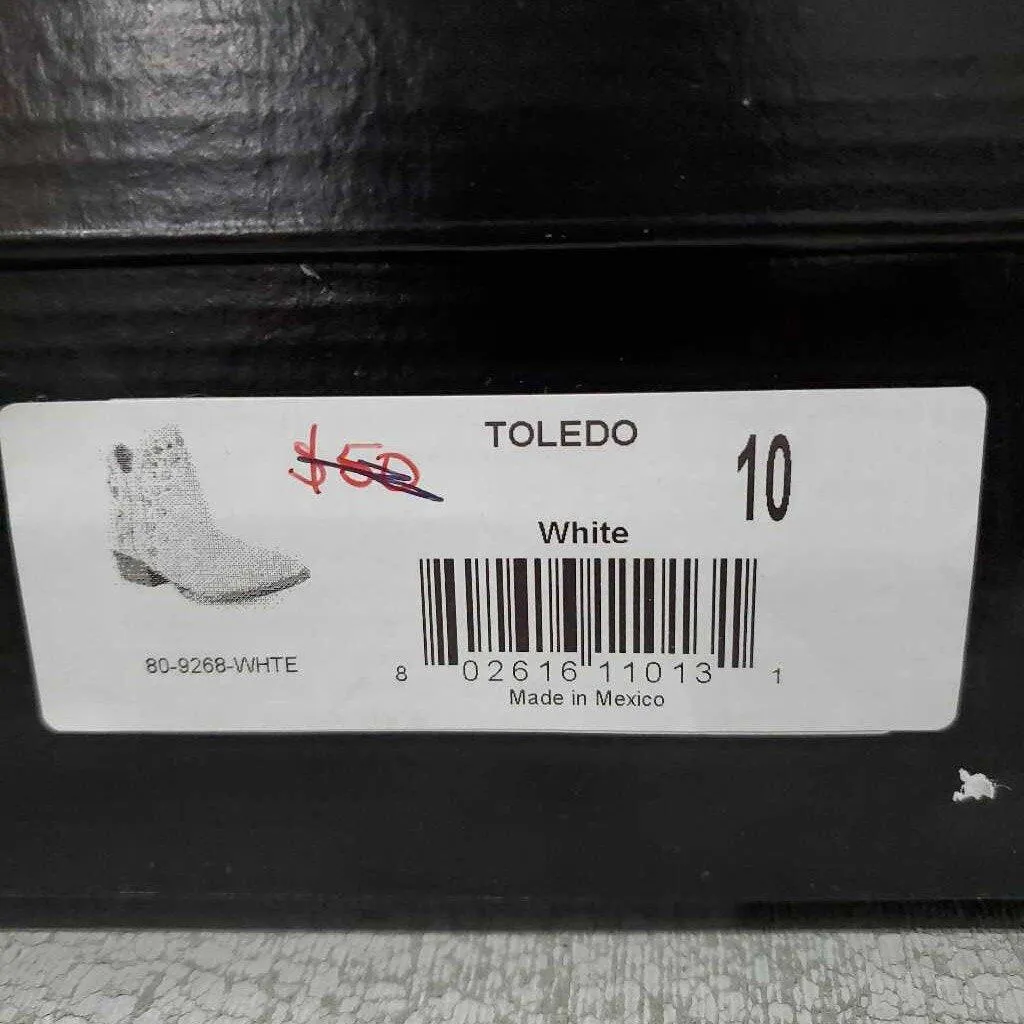 $50
TOLEDO
10
White
80-9268-WHTE
8 02616 11013 1
Made in Mexico